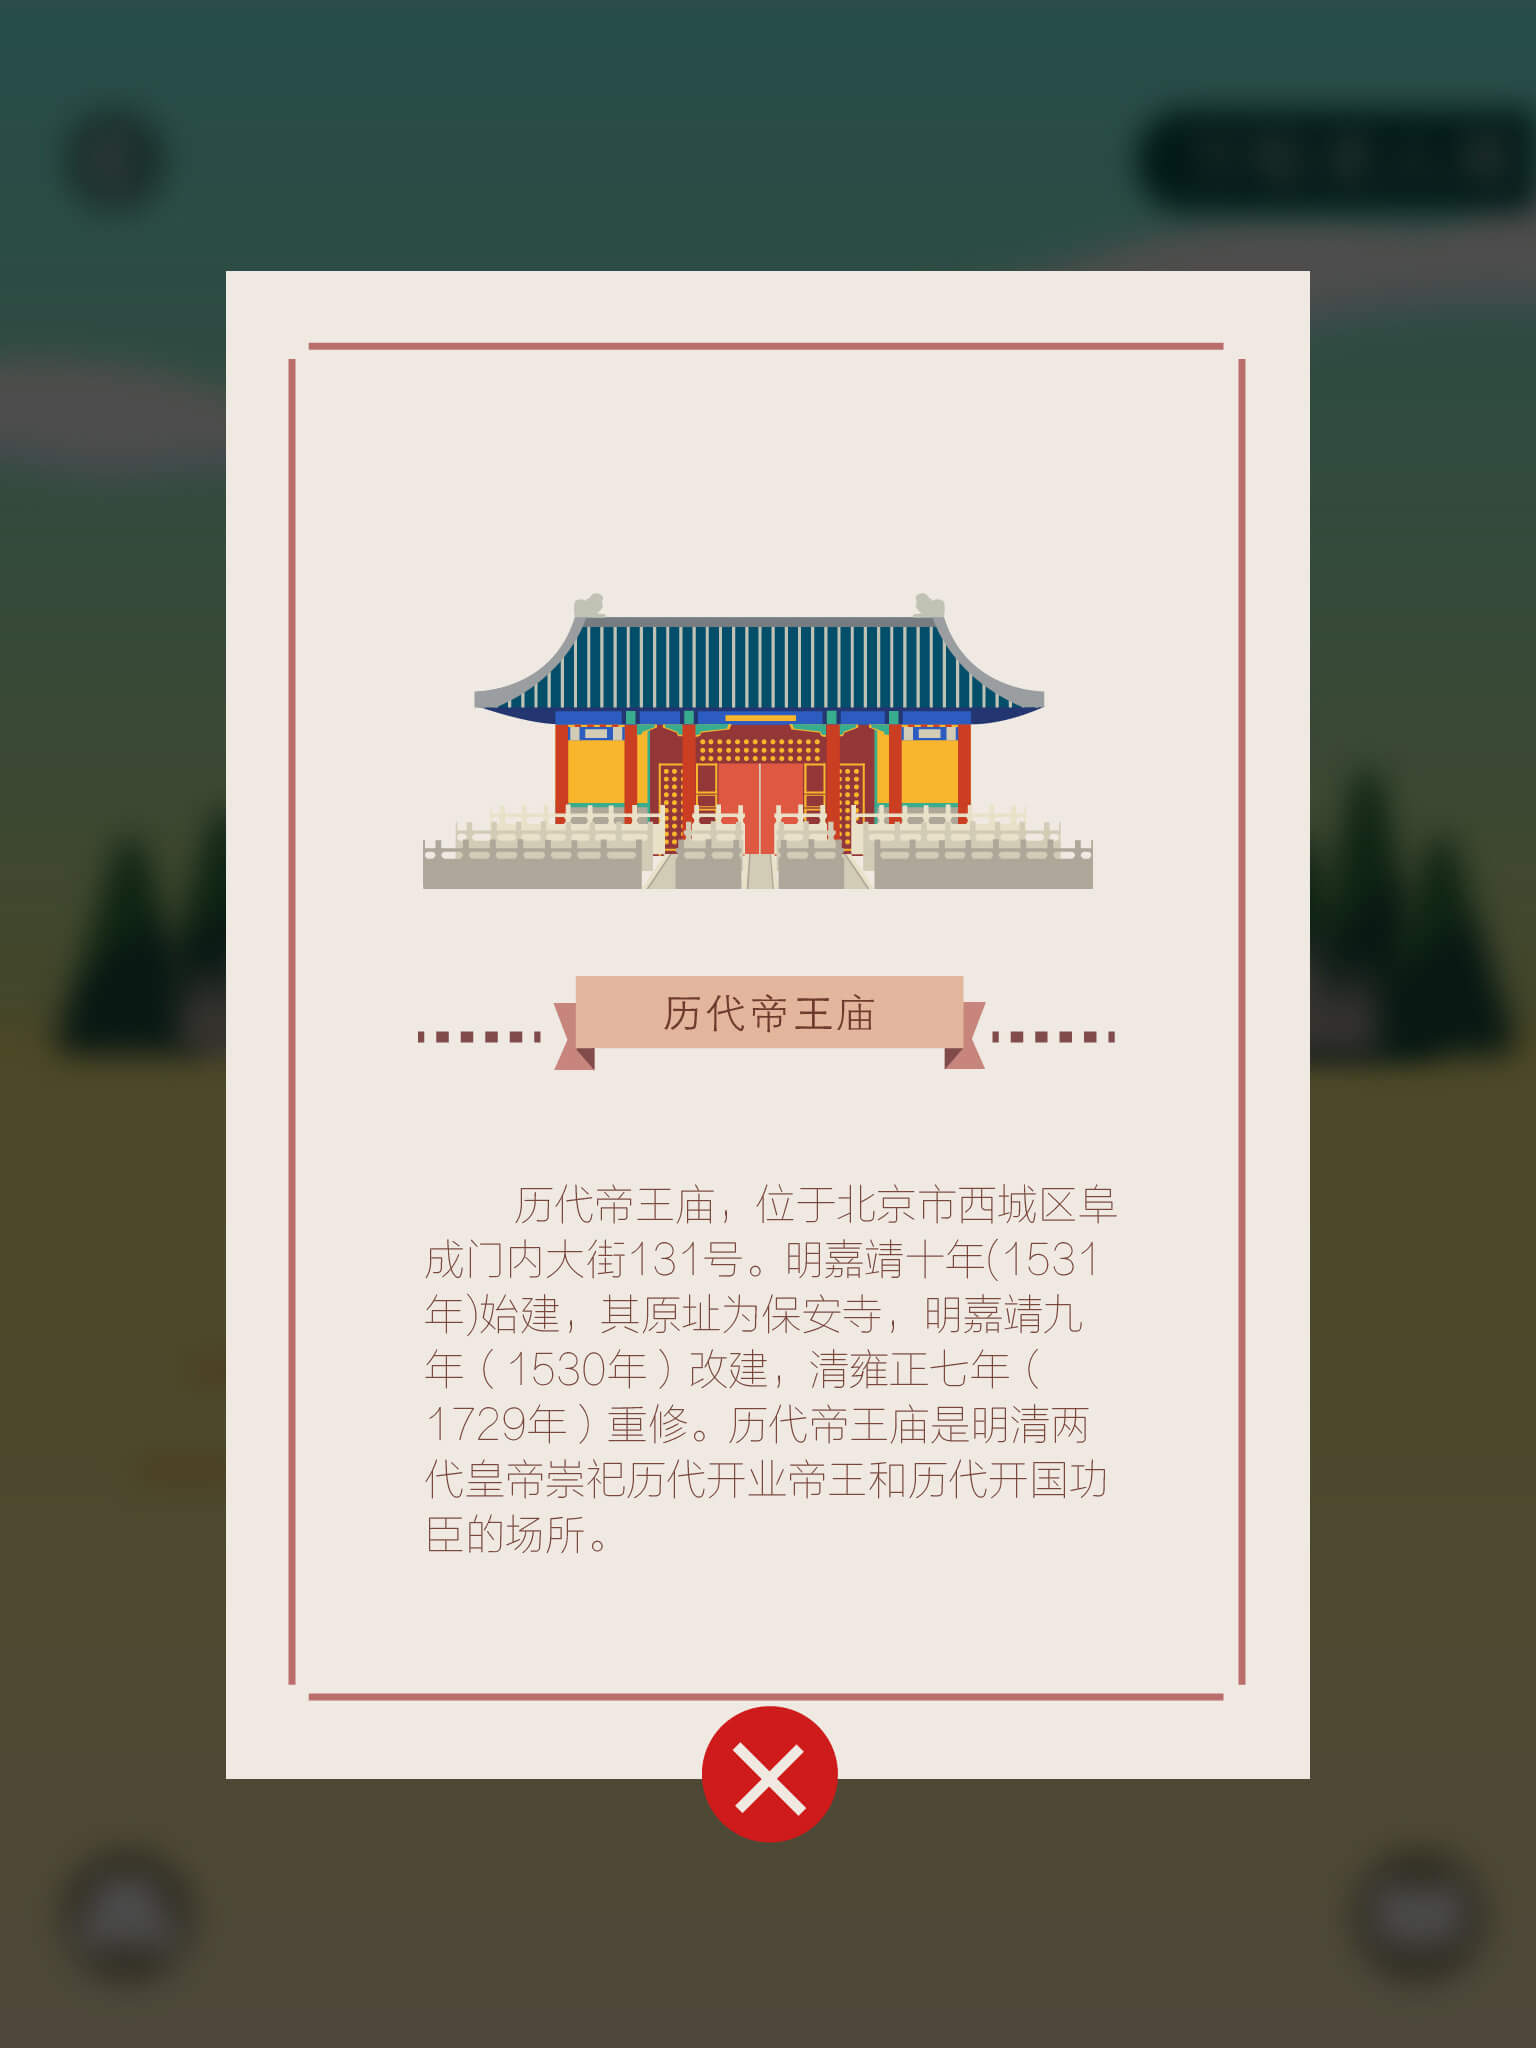 历代帝王庙
历代帝王庙，位于北京市西城区阜
成门内大街131号。明嘉靖十年(1531
年)始建，其原址为保安寺，明嘉靖九
年（1530年）改建，清雍正七年（
1729年）重修。历代帝王庙是明清两
代皇帝崇祀历代开业帝王和历代开国功
臣的场所。